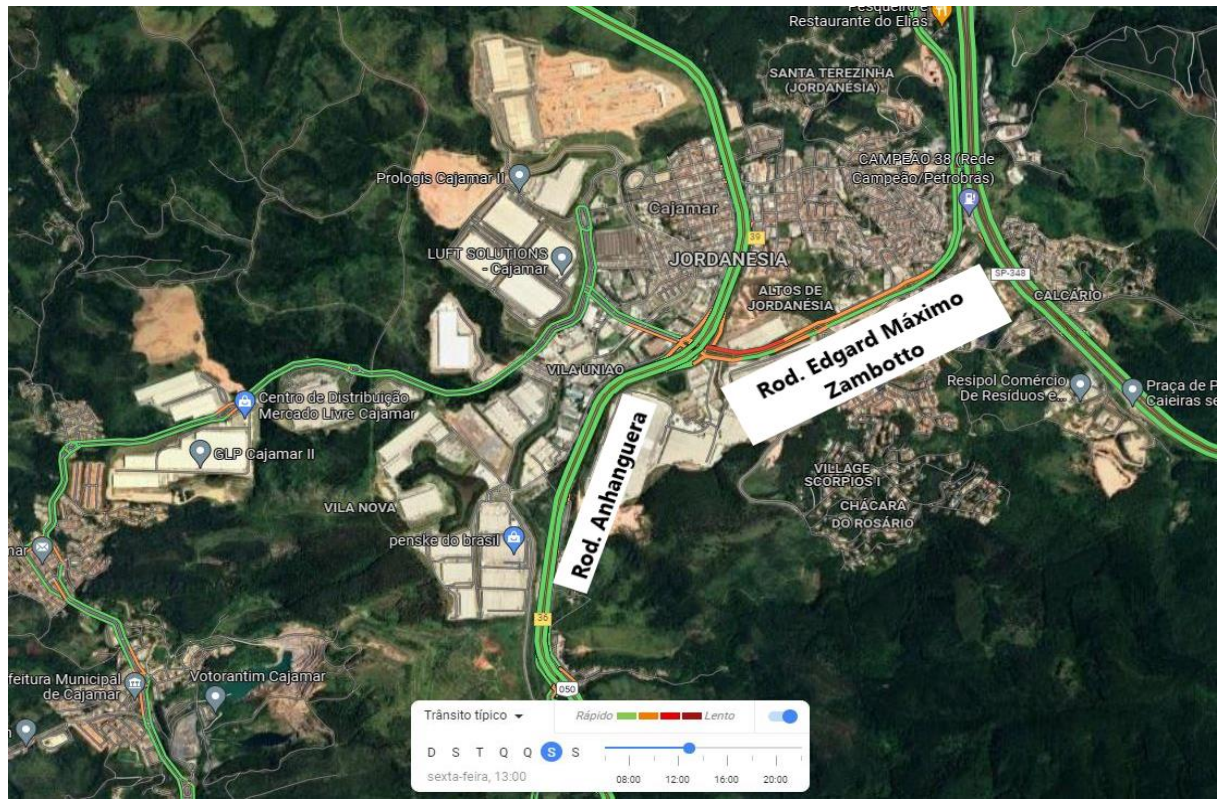 Pesqueiro e
Restaurante do Elias
SANTA TEREZINHA
(JORDANÉSIA)
CAMPEÃO 38 (Rede
Campeão/Petrobras)
Prologis Cajamar II
Cajamar
39
LUFT SOLUTIONS
- Cajamar
JORDANÉSIA
SP-348
ALTOS DE
JORDANÉSIA
CALCÁRIO
Rod. Edgard Máximo
Zambotto
VILA UNIÃO
Centro de Distribuição
Mercado Livre Cajamar
Resipol Comércio
De Resíduos e...
Praça de P
Caieiras se
GLP Cajamar II
Rod. Anhanguera
VILLAGE
SCORPIOS I
VILA NOVA
CHÁCARA
DO ROSÁRIO
penske do brasil
mar
36
feitura Municipal
de Cajamar
Votorantim Cajamar
050
Trânsito típico
Rápido
Lento
D S T Q Q S S
sexta-feira, 13:00
08:00 12:00 16:00 20:00